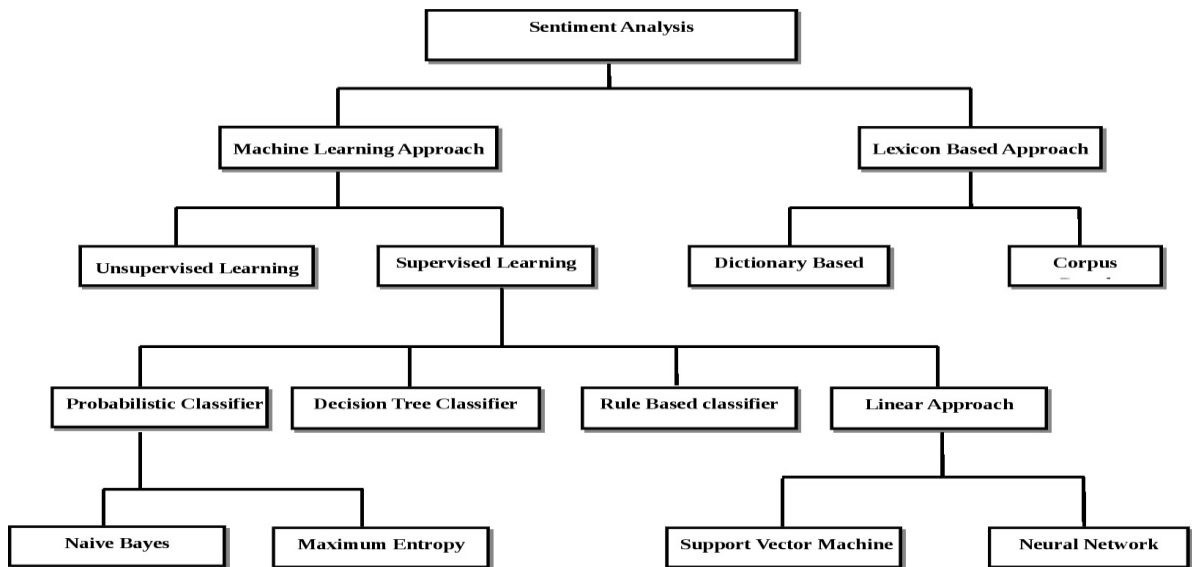 Sentiment Analysis
Machine Learning Approach
Lexicon Based Approach
Unsupervised Learning
Supervised Learning
Dictionary Based
Corpus
Probabilistic Classifier
Decision Tree Classifier
Rule Based classifier
Linear Approach
Naive Bayes
Maximum Entropy
Support Vector Machine
Neural Network